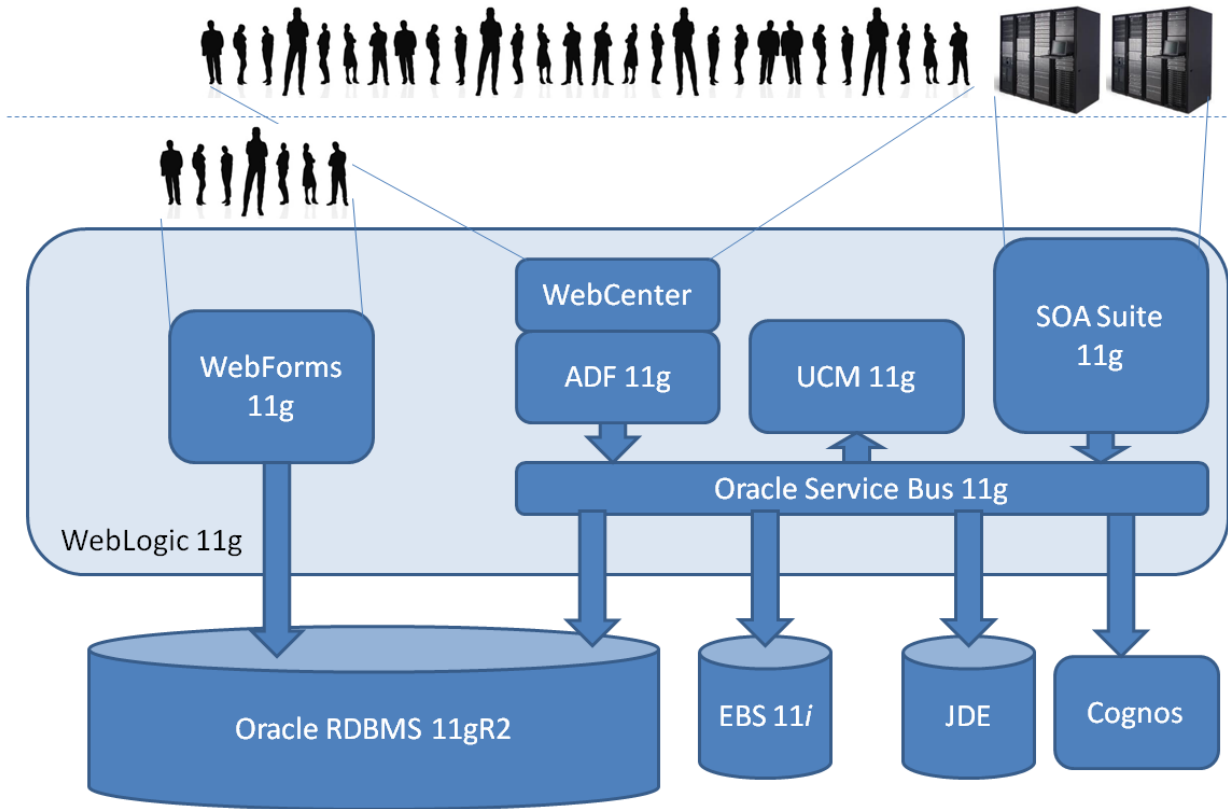 WebCenter
SOA Suite
11g
WebForms
11g
ADF 11g
UCM 11g
Oracle Service Bus 11g
WebLogic 11g
Oracle RDBMS 11gR2
EBS 11i
JDE
Cognos